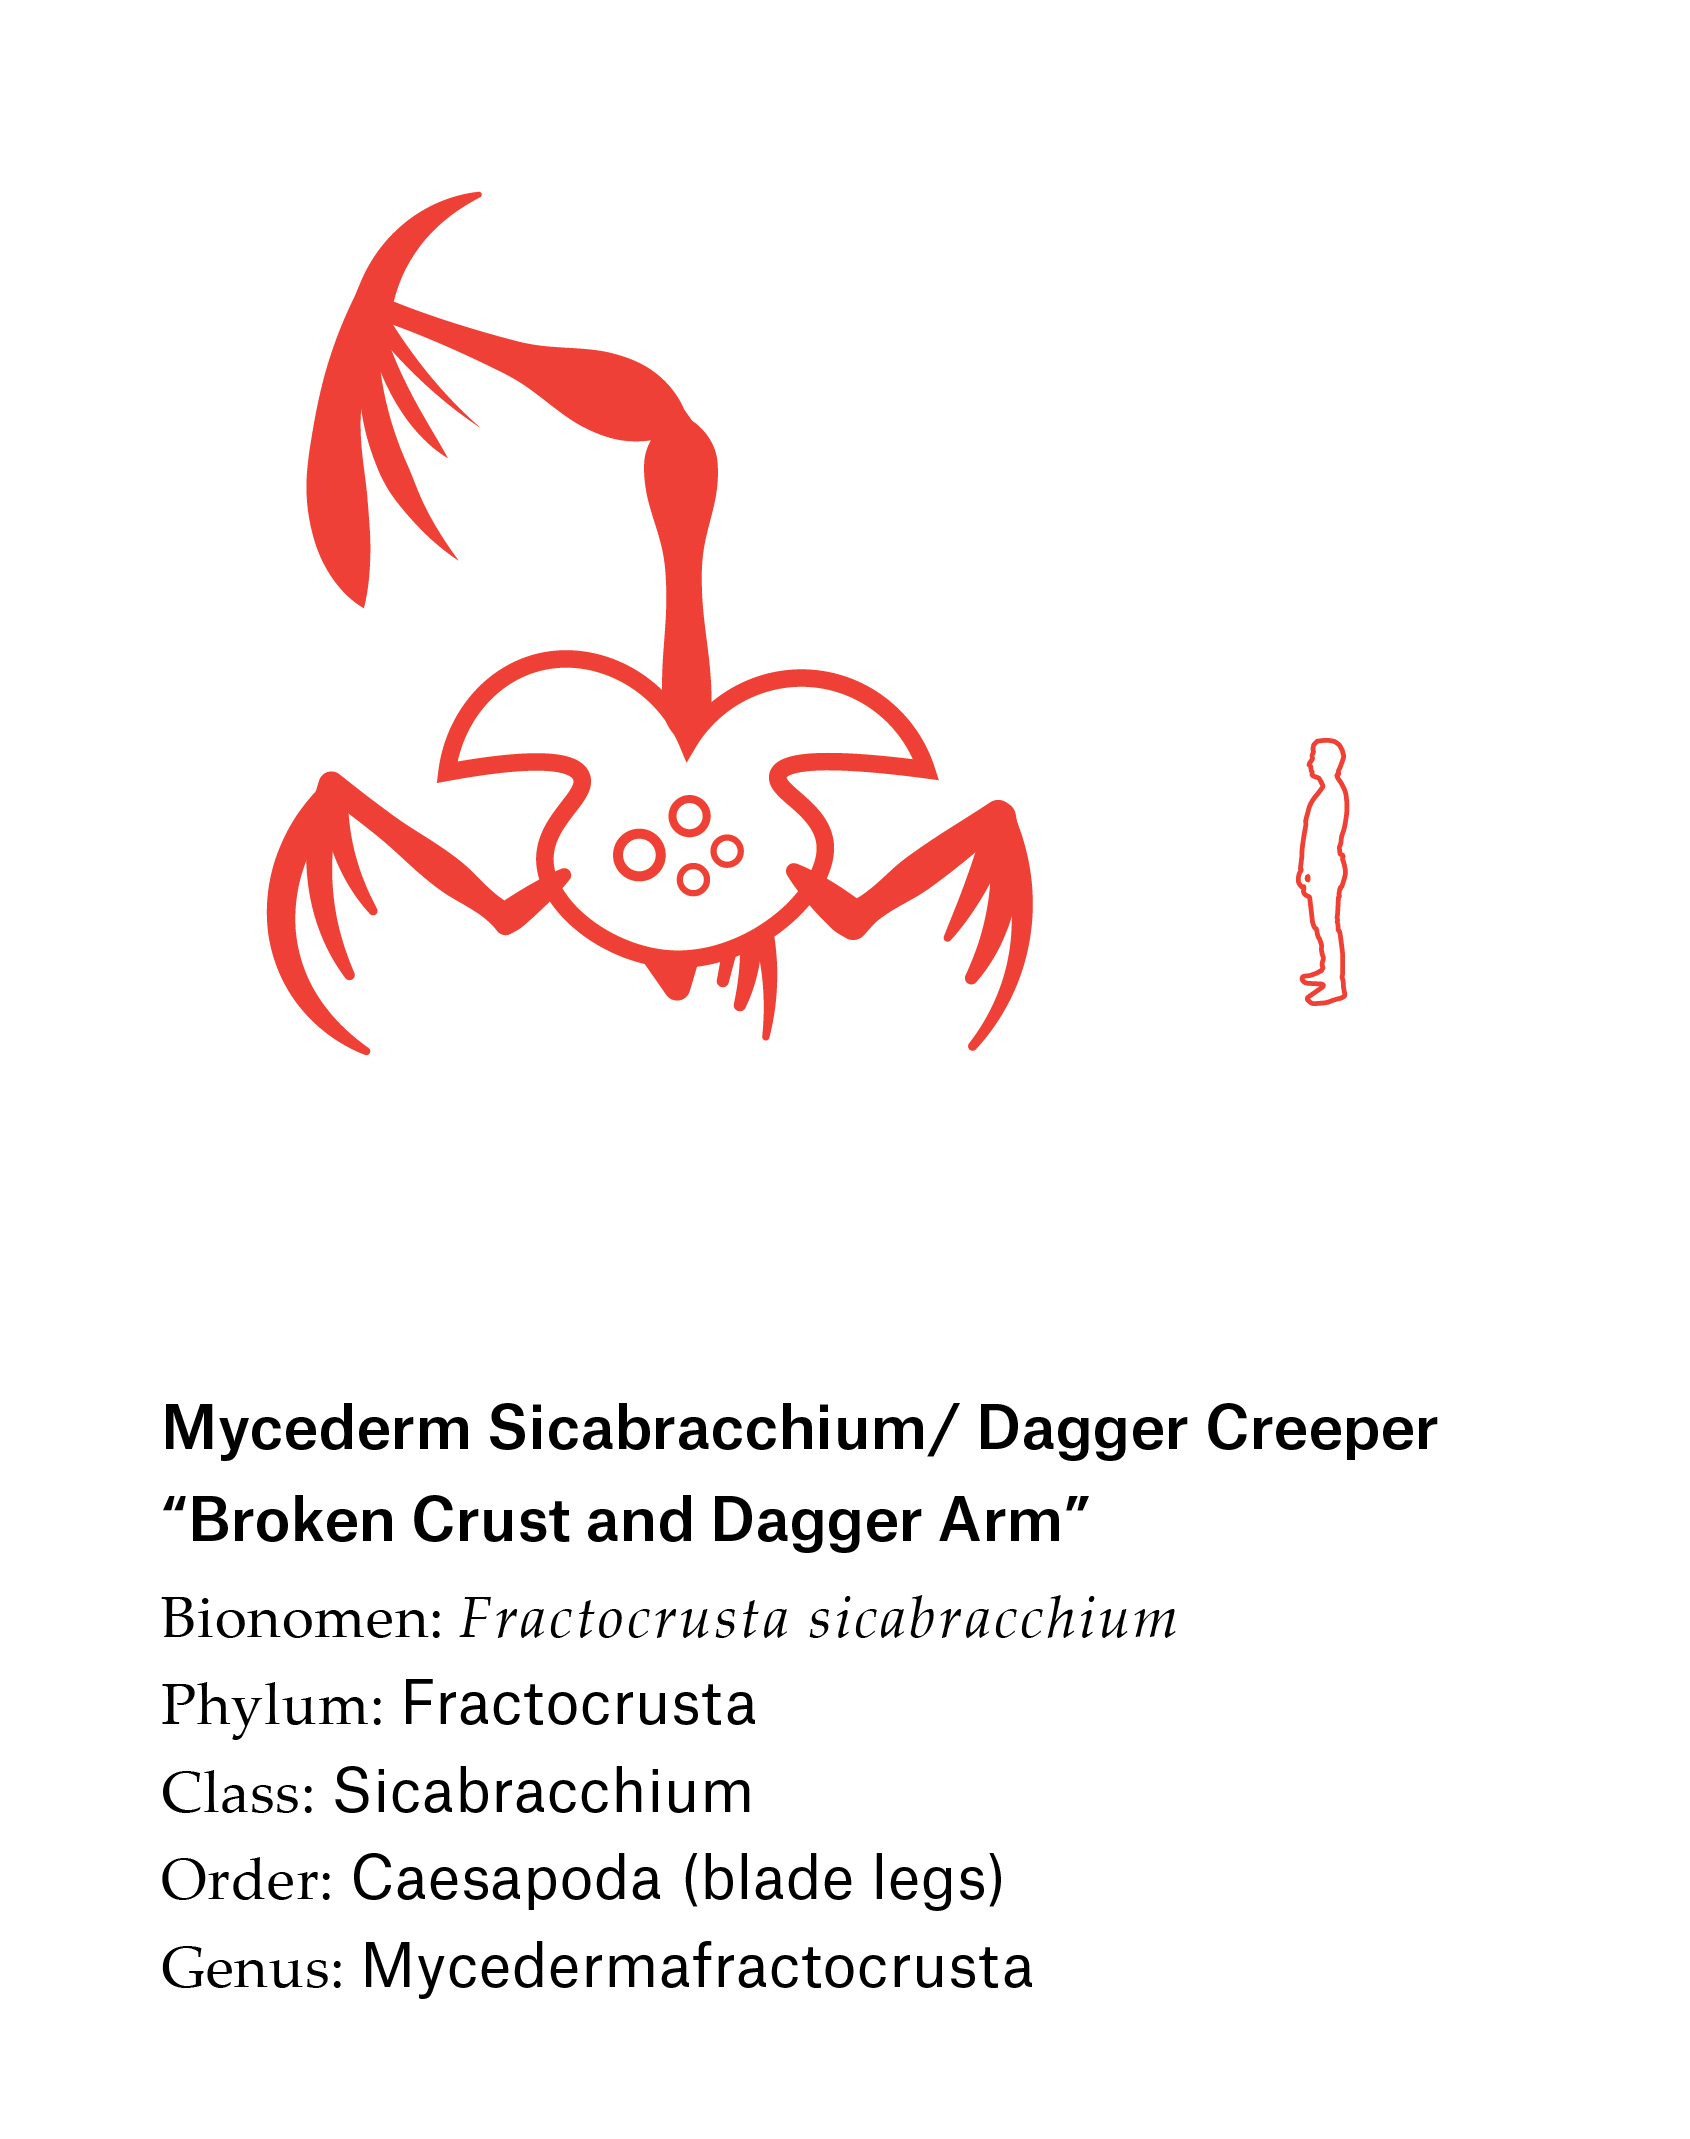 Mycederm Sicabracchium/ Dagger Creeper
“Broken Crust and Dagger Arm”
Bionomen: Fractocrusta sicabracchium
Phylum: Fractocrusta
Class: Sicabracchium
Order: Caesapoda (blade legs)
Genus: Mycedermafractocrusta